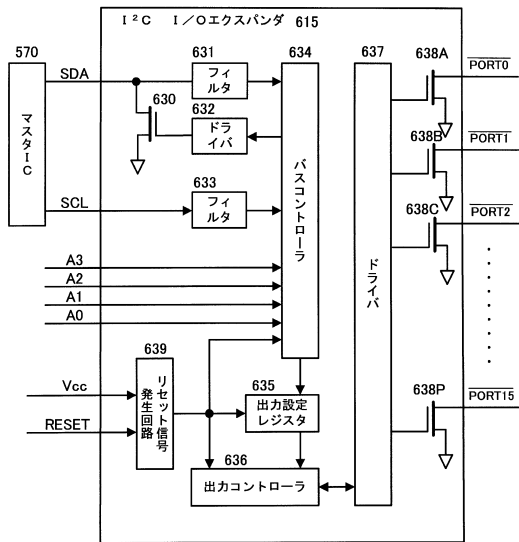 I²C I/Oエクスパンダ 615
570
マスタIC
SDA
SCL
630
631
フィルタ
632
ドライバ
633
フィルタ
634
バスコントローラ
637
ドライバ
638A
PORT0
638B
PORT1
638C
PORT2
638P
PORT15
A3
A2
A1
A0
Vcc
RESET
639
リセット信号
発生回路
635
出力設定
レジスタ
636
出力コントローラ